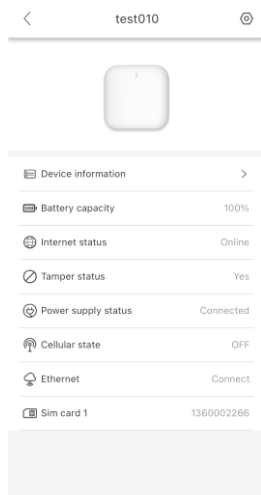 test010
Device information
Battery capacity 100%
Internet status Online
Tamper status Yes
Power supply status Connected
Cellular state OFF
Ethernet Connect
Sim card 1 1360002266